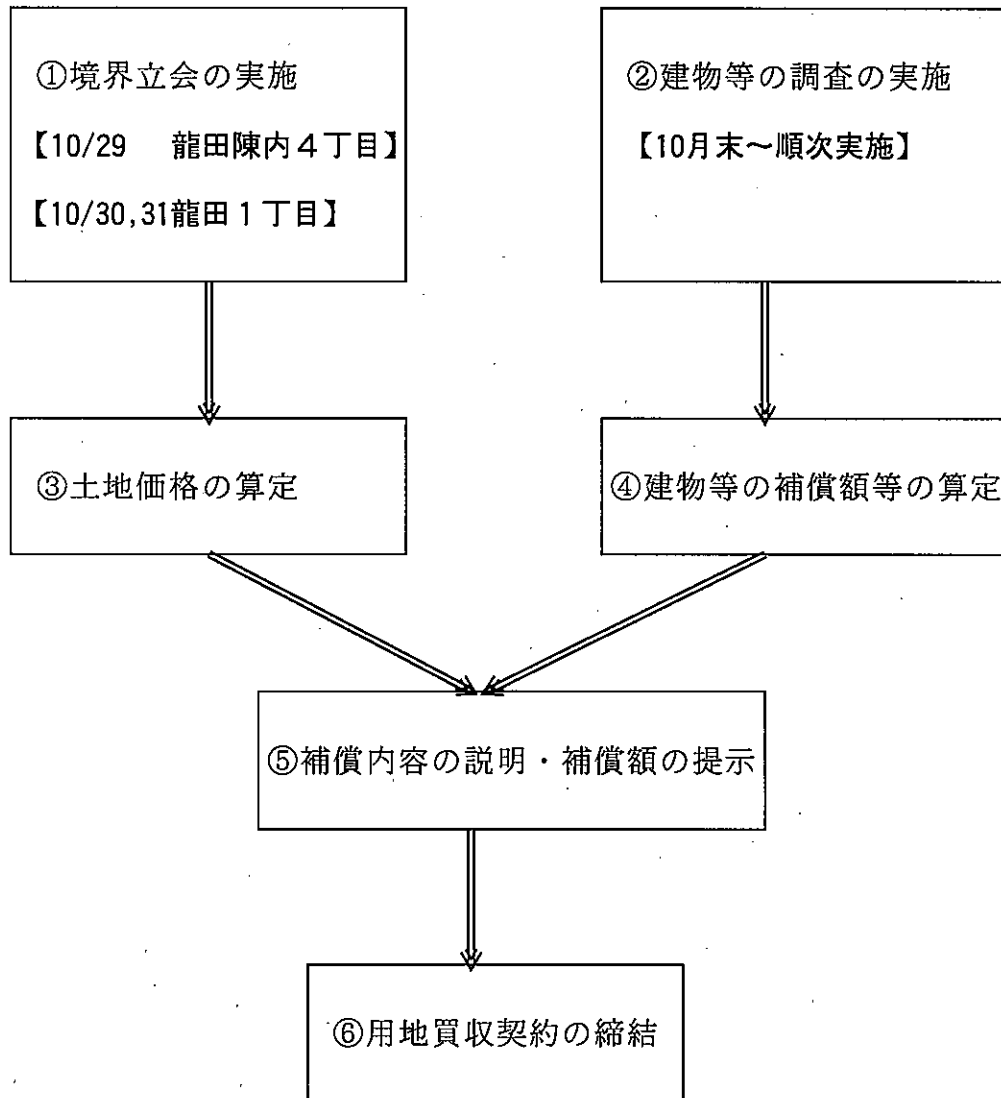 ①境界立会の実施
【10/29 龍田陳内4丁目】
【10/30,31龍田1丁目】
②建物等の調査の実施
【10月末~順次実施】
③土地価格の算定
④建物等の補償額等の算定
⑤補償内容の説明・補償額の提示
⑥用地買収契約の締結